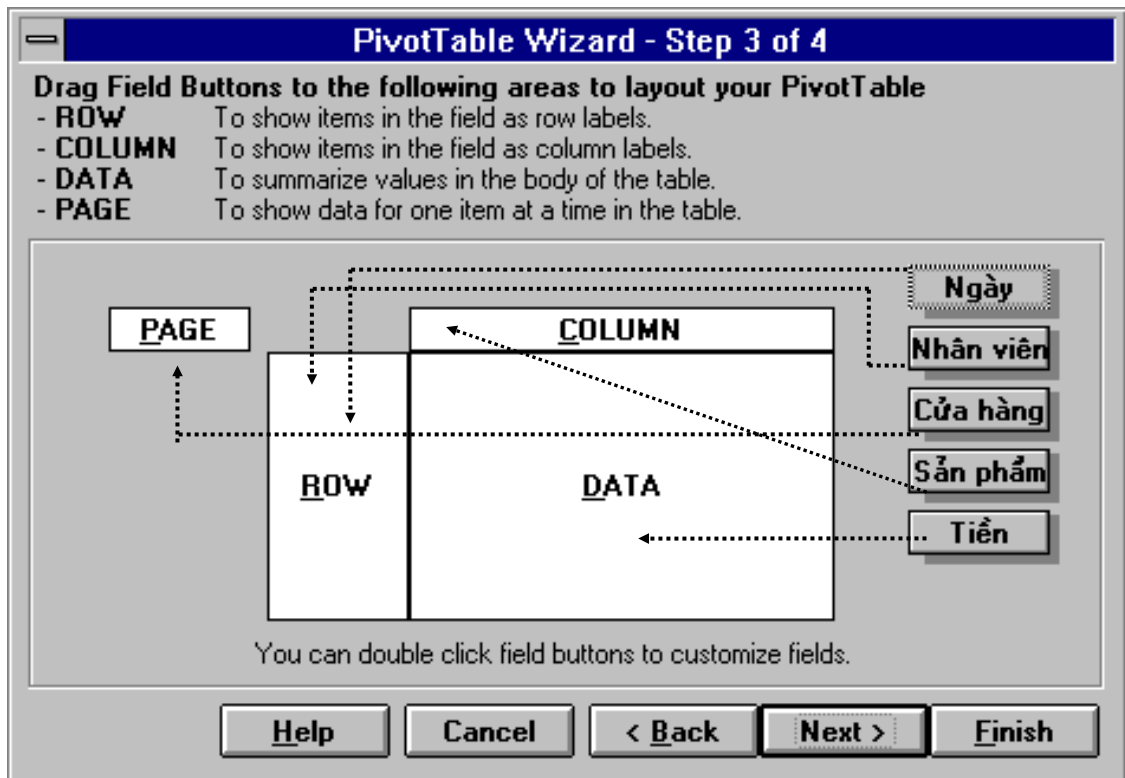 PivotTable Wizard - Step 3 of 4
Drag Field Buttons to the following areas to layout your PivotTable
- ROW To show items in the field as row labels.
- COLUMN To show items in the field as column labels.
- DATA To summarize values in the body of the table.
- PAGE To show data for one item at a time in the table.
Ngày
PAGE COLUMN
Nhân viên
Cửa hàng
ROW DATA
Sản phẩm
Tiền
You can double click field buttons to customize fields.
Help Cancel < Back Next > Finish